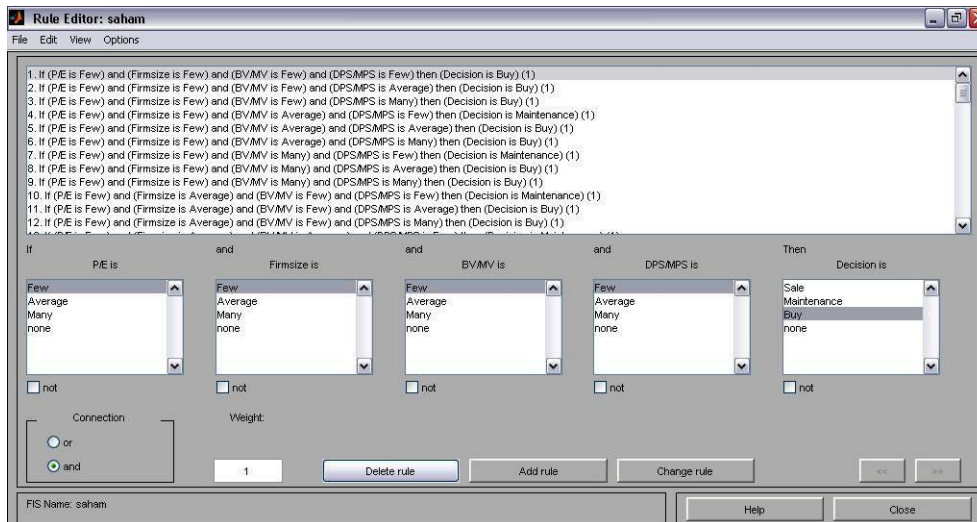 Rule Editor: saham
File Edit View Options
1. If (P/E is Few) and (Firmsize is Few) and (BV/MV is Few) and (DPS/MPS is Few) then (Decision is Buy) (1)
2. If (P/E is Few) and (Firmsize is Few) and (BV/MV is Few) and (DPS/MPS is Average) then (Decision is Buy) (1)
3. If (P/E is Few) and (Firmsize is Few) and (BV/MV is Few) and (DPS/MPS is Many) then (Decision is Buy) (1)
4. If (P/E is Few) and (Firmsize is Few) and (BV/MV is Average) and (DPS/MPS is Few) then (Decision is Maintenance) (1)
5. If (P/E is Few) and (Firmsize is Few) and (BV/MV is Average) and (DPS/MPS is Average) then (Decision is Buy) (1)
6. If (P/E is Few) and (Firmsize is Few) and (BV/MV is Average) and (DPS/MPS is Many) then (Decision is Buy) (1)
7. If (P/E is Few) and (Firmsize is Few) and (BV/MV is Many) and (DPS/MPS is Few) then (Decision is Maintenance) (1)
8. If (P/E is Few) and (Firmsize is Few) and (BV/MV is Many) and (DPS/MPS is Average) then (Decision is Buy) (1)
9. If (P/E is Few) and (Firmsize is Few) and (BV/MV is Many) and (DPS/MPS is Many) then (Decision is Buy) (1)
10. If (P/E is Few) and (Firmsize is Average) and (BV/MV is Few) and (DPS/MPS is Few) then (Decision is Maintenance) (1)
11. If (P/E is Few) and (Firmsize is Average) and (BV/MV is Few) and (DPS/MPS is Average) then (Decision is Buy) (1)
12. If (P/E is Few) and (Firmsize is Average) and (BV/MV is Few) and (DPS/MPS is Many) then (Decision is Buy) (1)
If and and and Then
P/E is Firmsize is BV/MV is DPS/MPS is Decision is
Few Few Few Few Sale
Average Average Average Average Maintenance
Many Many Many Many Buy
none none none none none
not not not not not
Connection Weight:
or
and 1 Delete rule Add rule Change rule << >>
FIS Name: saham Help Close